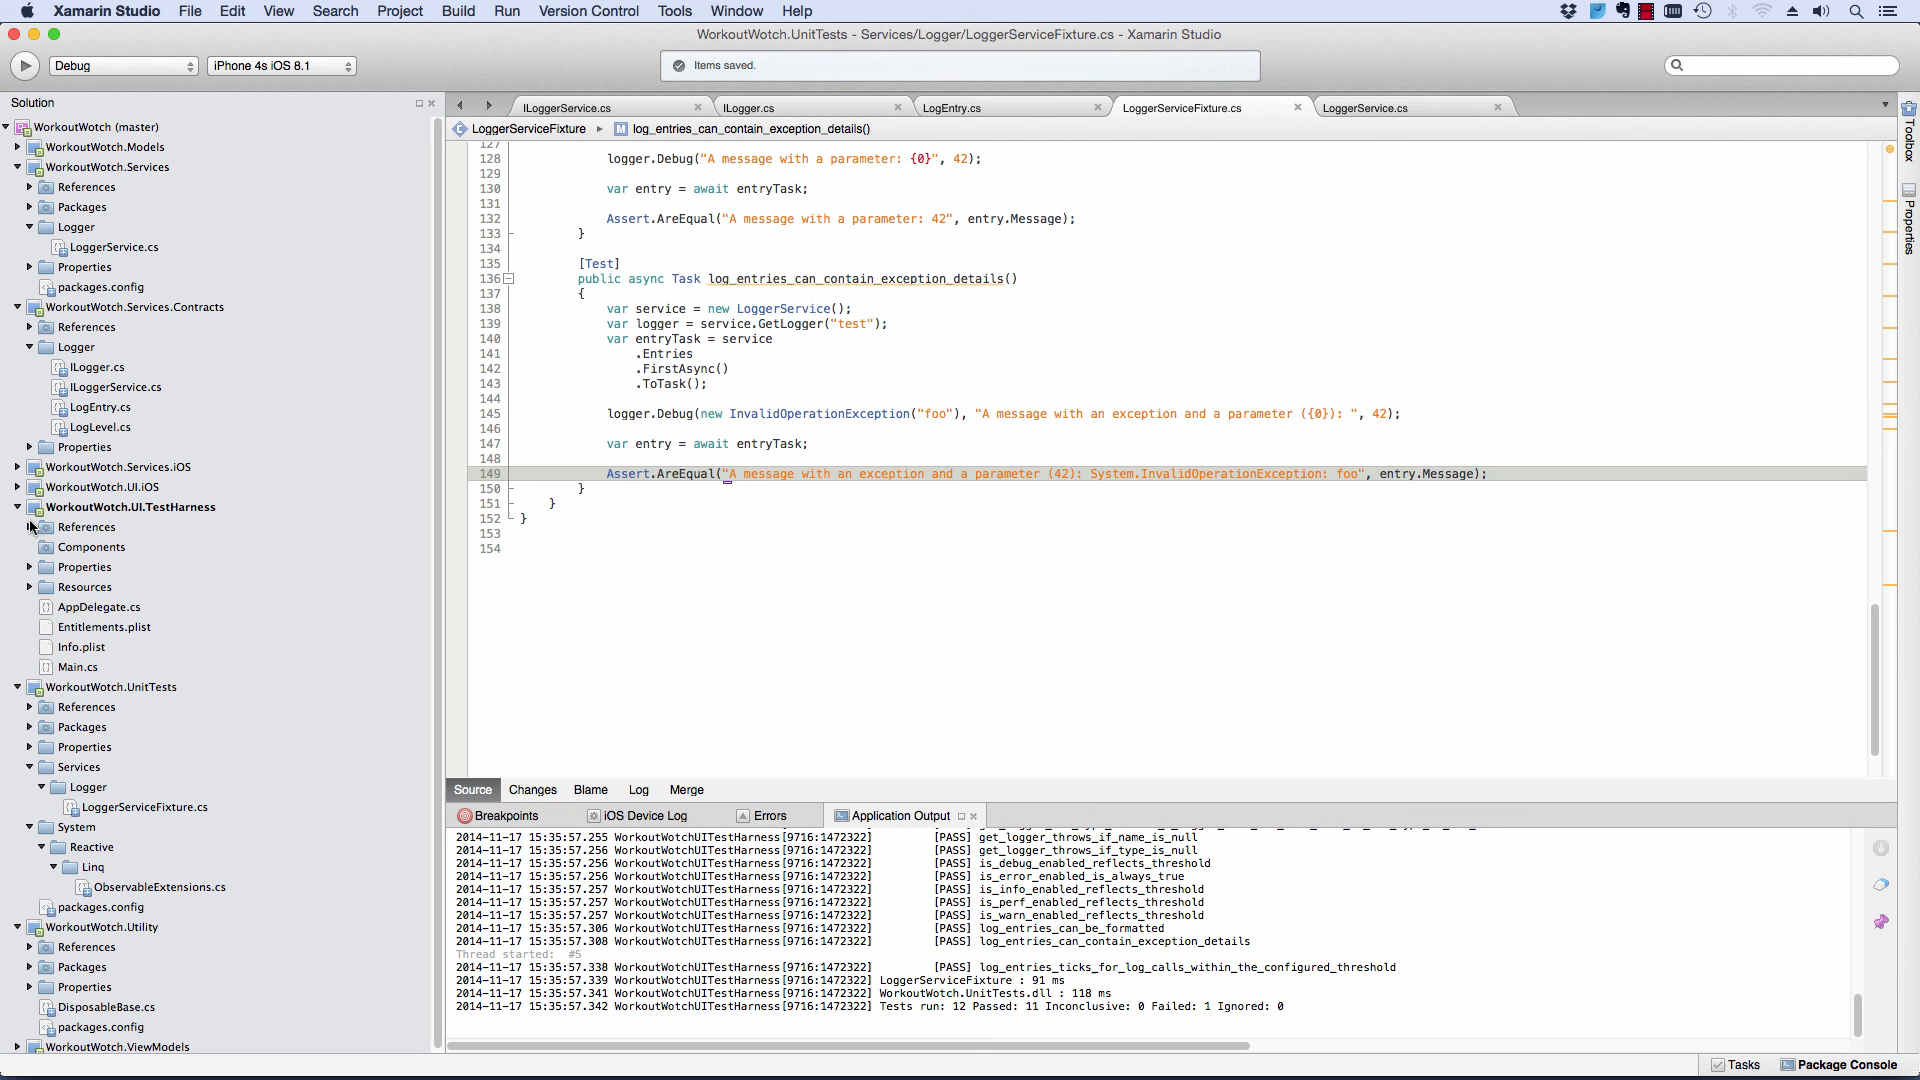 Xamarin Studio File Edit View Search Project Build Run Version Control Tools Window Help
WorkoutWotch.UnitTests - Services/Logger/LoggerServiceFixture.cs - Xamarin Studio
Debug iPhone 4s iOS 8.1 Items saved.
Solution
WorkoutWotch (master)
WorkoutWotch.Models
WorkoutWotch.Services
References
Packages
Logger
LoggerService.cs
Properties
packages.config
WorkoutWotch.Services.Contracts
References
Logger
ILogger.cs
ILoggerService.cs
LogEntry.cs
LogLevel.cs
Properties
WorkoutWotch.Services.iOS
WorkoutWotch.UI.iOS
WorkoutWotch.UI.TestHarness
References
Components
Properties
Resources
AppDelegate.cs
Entitlements.plist
Info.plist
Main.cs
WorkoutWotch.UnitTests
References
Packages
Properties
Services
Logger
LoggerServiceFixture.cs
System
Reactive
Linq
ObservableExtensions.cs
packages.config
WorkoutWotch.Utility
References
Packages
Properties
DisposableBase.cs
packages.config
WorkoutWotch.ViewModels
ILoggerService.cs ILogger.cs LogEntry.cs LoggerServiceFixture.cs LoggerService.cs
LoggerServiceFixture log_entries_can_contain_exception_details()
127
128 logger.Debug("A message with a parameter: {0}", 42);
129
130 var entry = await entryTask;
131
132 Assert.AreEqual("A message with a parameter: 42", entry.Message);
133 }
134
135 [Test]
136 public async Task log_entries_can_contain_exception_details()
137 {
138 var service = new LoggerService();
139 var logger = service.GetLogger("test");
140 var entryTask = service
141 .Entries
142 .FirstAsync()
143 .ToTask();
144
145 logger.Debug(new InvalidOperationException("foo"), "A message with an exception and a parameter ({0}): ", 42);
146
147 var entry = await entryTask;
148
149 Assert.AreEqual("A message with an exception and a parameter (42): System.InvalidOperationException: foo", entry.Message);
150 }
151 }
152 }
153
154
Source Changes Blame Log Merge
Breakpoints iOS Device Log Errors Application Output
2014-11-17 15:35:57.255 WorkoutWotchUITestHarness[9716:1472322] [PASS] get_logger_throws_if_name_is_null
2014-11-17 15:35:57.255 WorkoutWotchUITestHarness[9716:1472322] [PASS] get_logger_throws_if_type_is_null
2014-11-17 15:35:57.256 WorkoutWotchUITestHarness[9716:1472322] [PASS] is_debug_enabled_reflects_threshold
2014-11-17 15:35:57.256 WorkoutWotchUITestHarness[9716:1472322] [PASS] is_error_enabled_is_always_true
2014-11-17 15:35:57.257 WorkoutWotchUITestHarness[9716:1472322] [PASS] is_info_enabled_reflects_threshold
2014-11-17 15:35:57.257 WorkoutWotchUITestHarness[9716:1472322] [PASS] is_perf_enabled_reflects_threshold
2014-11-17 15:35:57.257 WorkoutWotchUITestHarness[9716:1472322] [PASS] is_warn_enabled_reflects_threshold
2014-11-17 15:35:57.306 WorkoutWotchUITestHarness[9716:1472322] [PASS] log_entries_can_be_formatted
2014-11-17 15:35:57.308 WorkoutWotchUITestHarness[9716:1472322] [PASS] log_entries_can_contain_exception_details
Thread started: #5
2014-11-17 15:35:57.338 WorkoutWotchUITestHarness[9716:1472322] [PASS] log_entries_ticks_for_log_calls_within_the_configured_threshold
2014-11-17 15:35:57.339 WorkoutWotchUITestHarness[9716:1472322] LoggerServiceFixture : 91 ms
2014-11-17 15:35:57.341 WorkoutWotchUITestHarness[9716:1472322] WorkoutWotch.UnitTests.dll : 118 ms
2014-11-17 15:35:57.342 WorkoutWotchUITestHarness[9716:1472322] Tests run: 12 Passed: 11 Inconclusive: 0 Failed: 1 Ignored: 0
Toolbox
Properties
Tasks Package Console